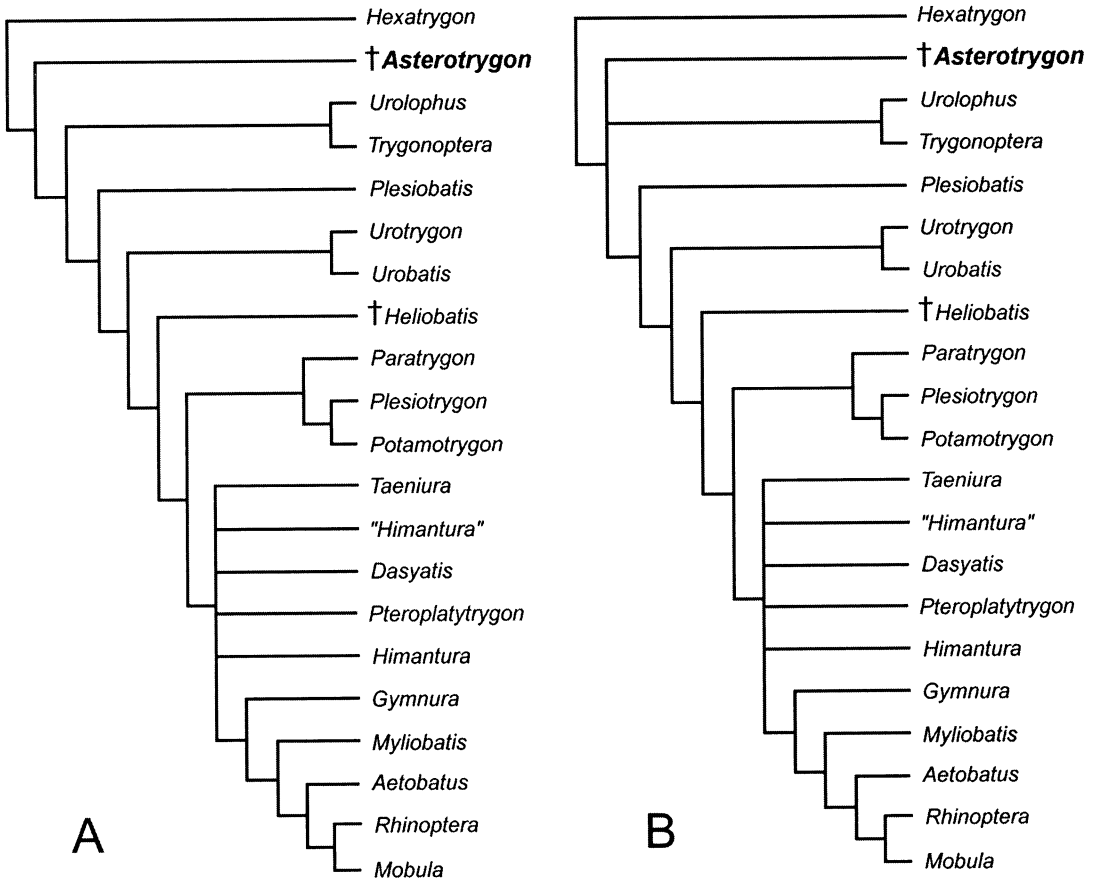 Hexatrygon
†Asterotrygon
Urolophus
Trygonoptera
Plesiobatis
Urotrygon
Urobatis
†Heliobatis
Paratrygon
Plesiotrygon
Potamotrygon
Taeniura
"Himantura"
Dasyatis
Pteroplatytrygon
Himantura
Gymnura
Myliobatis
Aetobatus
Rhinoptera
Mobula
A
Hexatrygon
†Asterotrygon
Urolophus
Trygonoptera
Plesiobatis
Urotrygon
Urobatis
†Heliobatis
Paratrygon
Plesiotrygon
Potamotrygon
Taeniura
"Himantura"
Dasyatis
Pteroplatytrygon
Himantura
Gymnura
Myliobatis
Aetobatus
Rhinoptera
Mobula
B